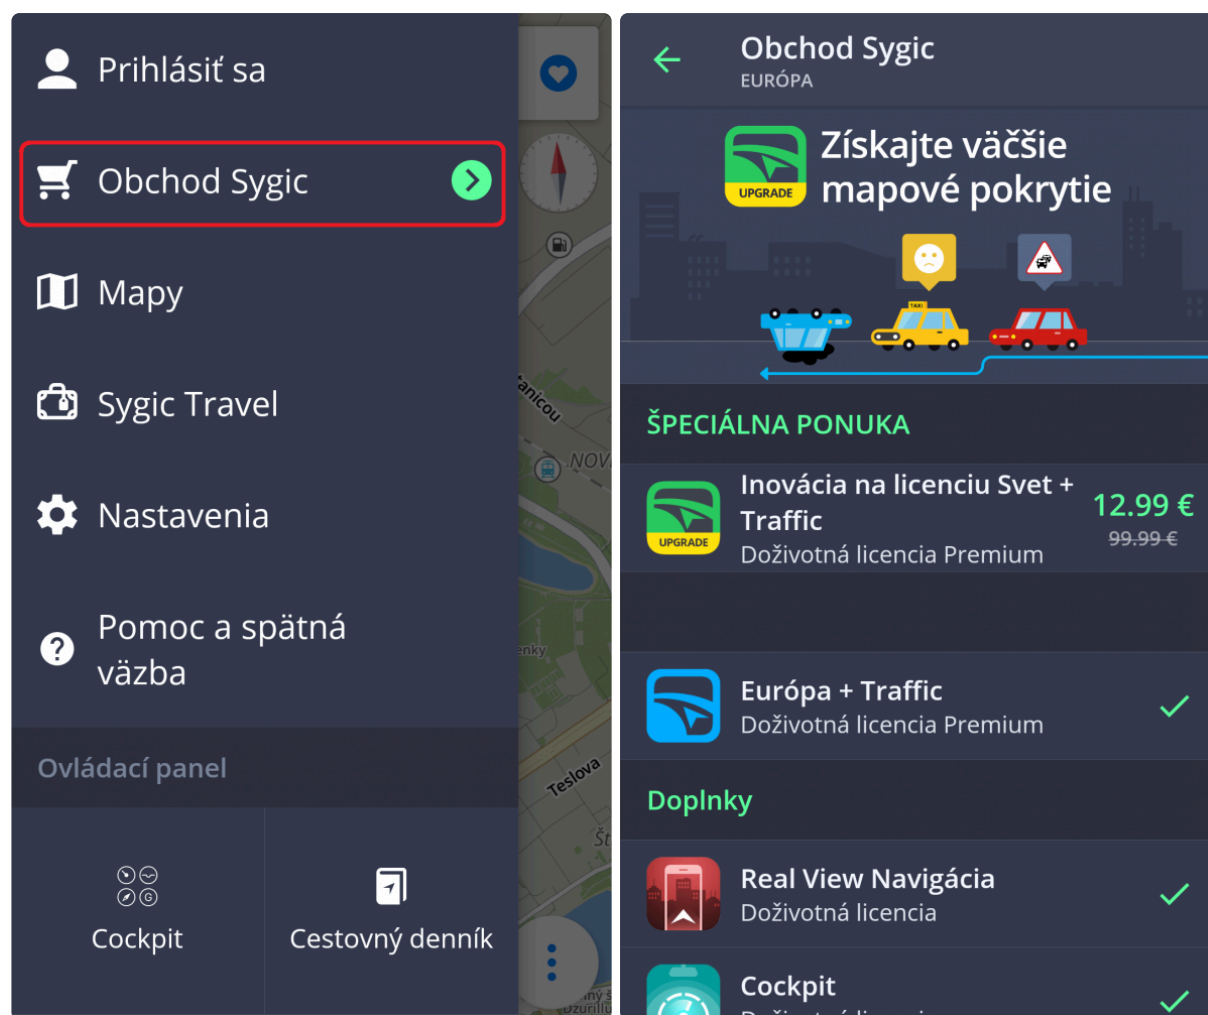 Prihlásiť sa
Obchod Sygic
Mapy
Sygic Travel
Nastavenia
Pomoc a spätná
väzba
Ovládací panel
Cockpit
Cestovný denník
Teslova
Obchod Sygic
EURÓPA
UPGRADE
Získajte väčšie
mapové pokrytie
TAXI
ŠPECIÁLNA PONUKA
UPGRADE
Inovácia na licenciu Svet +
Traffic
Doživotná licencia Premium
12.99 €
99.99 €
Európa + Traffic
Doživotná licencia Premium
Doplnky
Real View Navigácia
Doživotná licencia
Cockpit